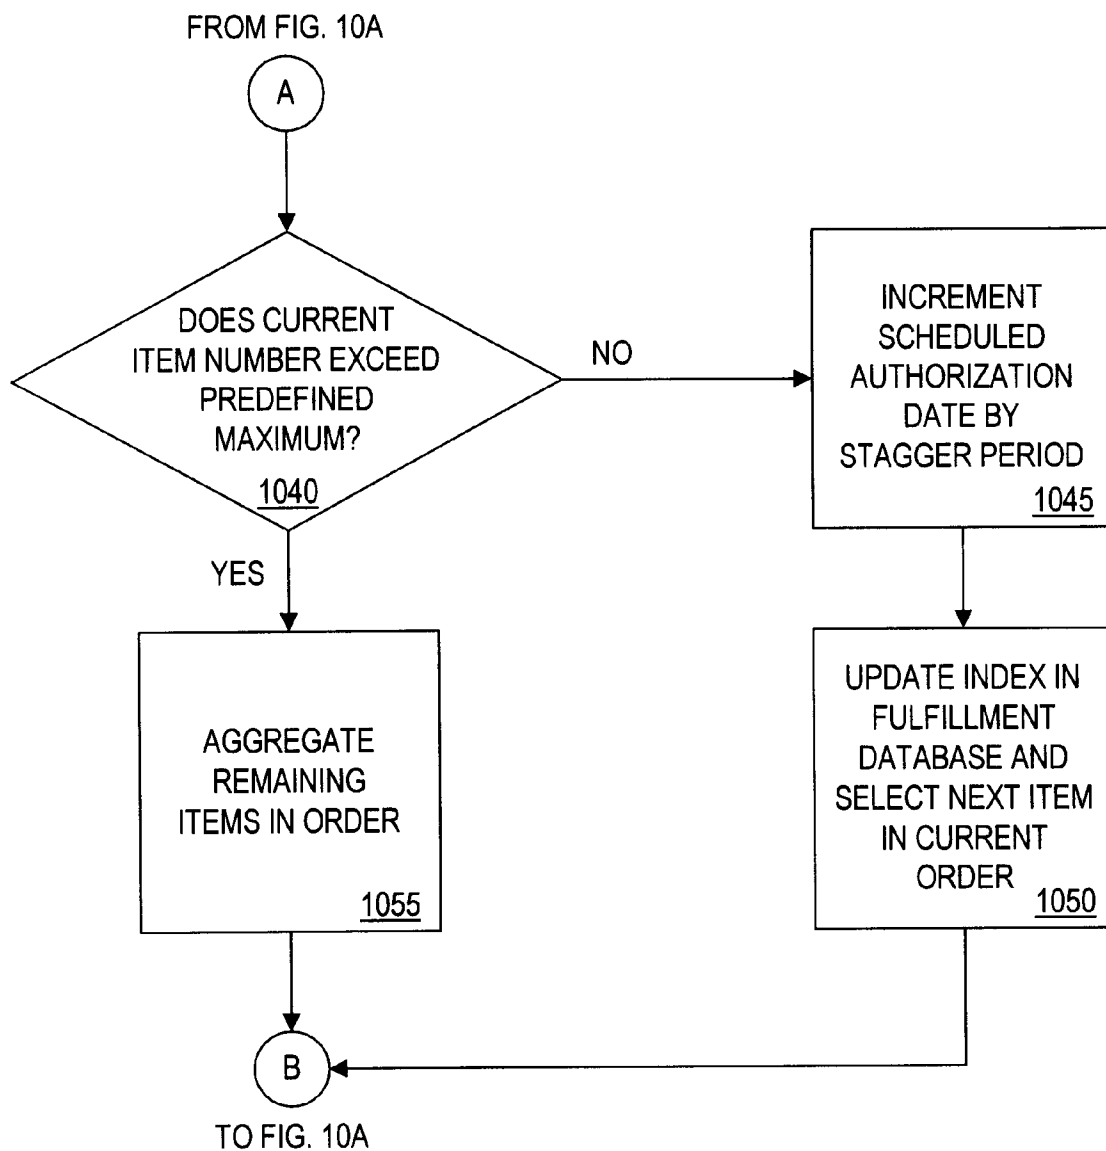 FROM FIG. 10A
A
DOES CURRENT
ITEM NUMBER EXCEED
PREDEFINED
MAXIMUM?
1040
NO
INCREMENT
SCHEDULED
AUTHORIZATION
DATE BY
STAGGER PERIOD
1045
YES
AGGREGATE
REMAINING
ITEMS IN ORDER
1055
UPDATE INDEX IN
FULFILLMENT
DATABASE AND
SELECT NEXT ITEM
IN CURRENT
ORDER
1050
B
TO FIG. 10A